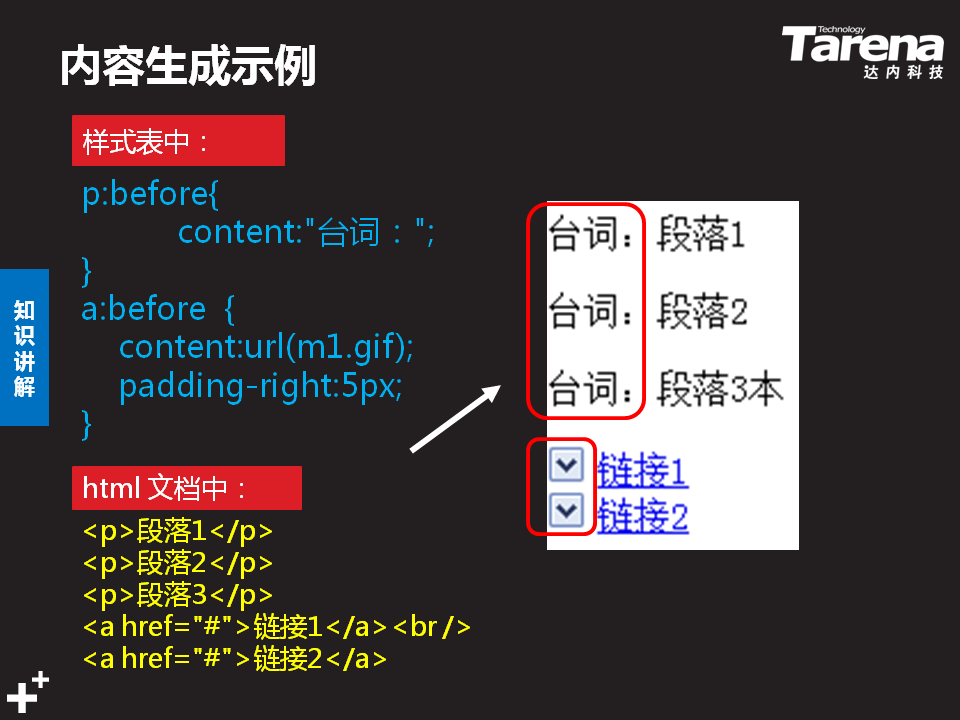 内容生成示例
Technology
Tarena
达内科技
样式表中：
p:before{
content:"台词：";
}
a:before {
content:url(m1.gif);
padding-right:5px;
}
知识讲解
html 文档中：
<p>段落1</p>
<p>段落2</p>
<p>段落3</p>
<a href="#">链接1</a><br />
<a href="#">链接2</a>
台词：段落1
台词：段落2
台词：段落3本
链接1
链接2